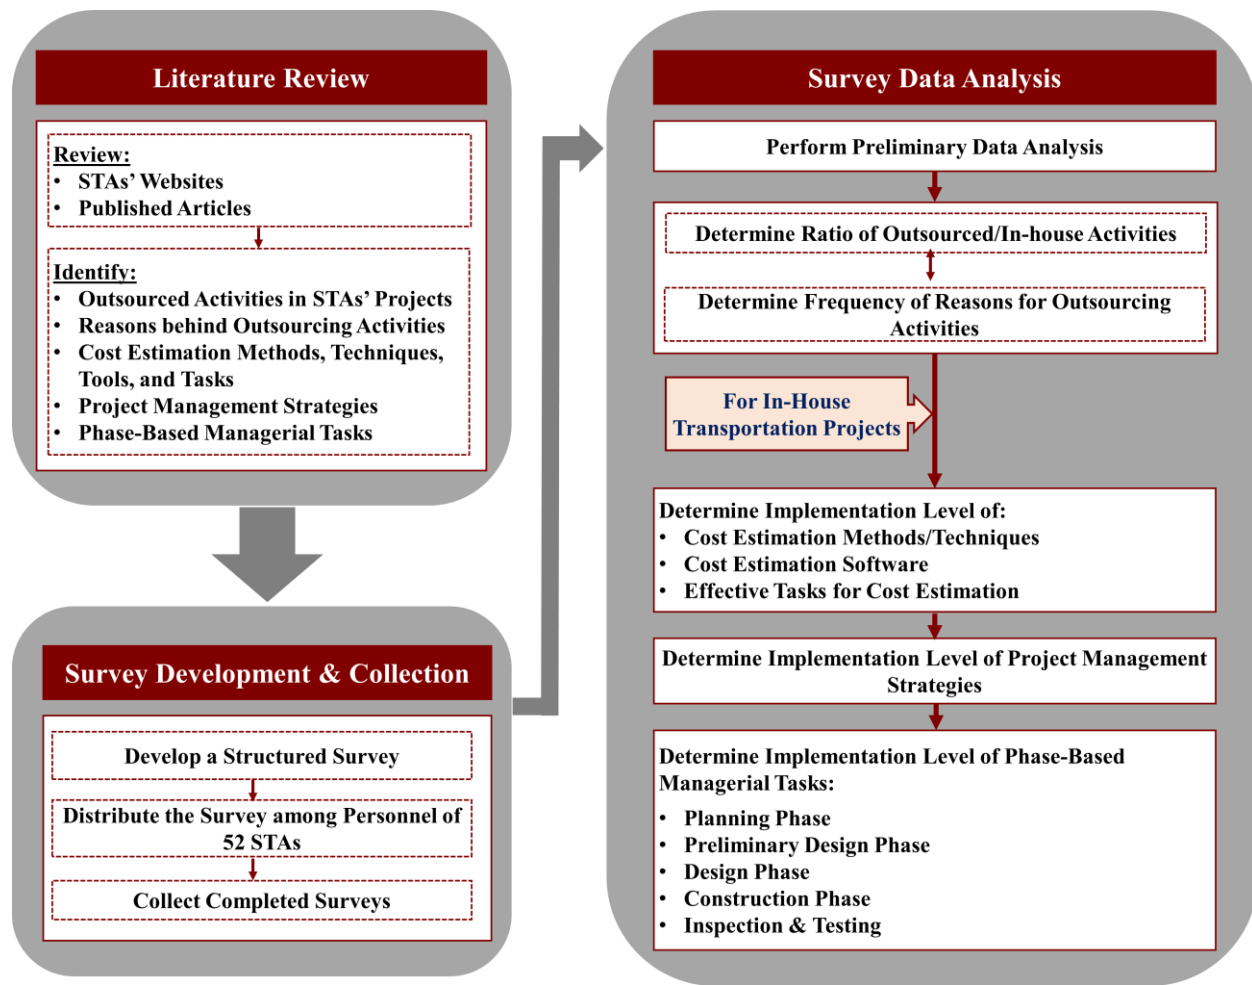 Literature Review
Review:
• STAs’ Websites
• Published Articles
Identify:
• Outsourced Activities in STAs’ Projects
• Reasons behind Outsourcing Activities
• Cost Estimation Methods, Techniques,
Tools, and Tasks
• Project Management Strategies
• Phase-Based Managerial Tasks
Survey Development & Collection
Develop a Structured Survey
Distribute the Survey among Personnel of
52 STAs
Collect Completed Surveys
Survey Data Analysis
Perform Preliminary Data Analysis
Determine Ratio of Outsourced/In-house Activities
Determine Frequency of Reasons for Outsourcing
Activities
For In-House
Transportation Projects
Determine Implementation Level of:
• Cost Estimation Methods/Techniques
• Cost Estimation Software
• Effective Tasks for Cost Estimation
Determine Implementation Level of Project Management
Strategies
Determine Implementation Level of Phase-Based
Managerial Tasks:
• Planning Phase
• Preliminary Design Phase
• Design Phase
• Construction Phase
• Inspection & Testing